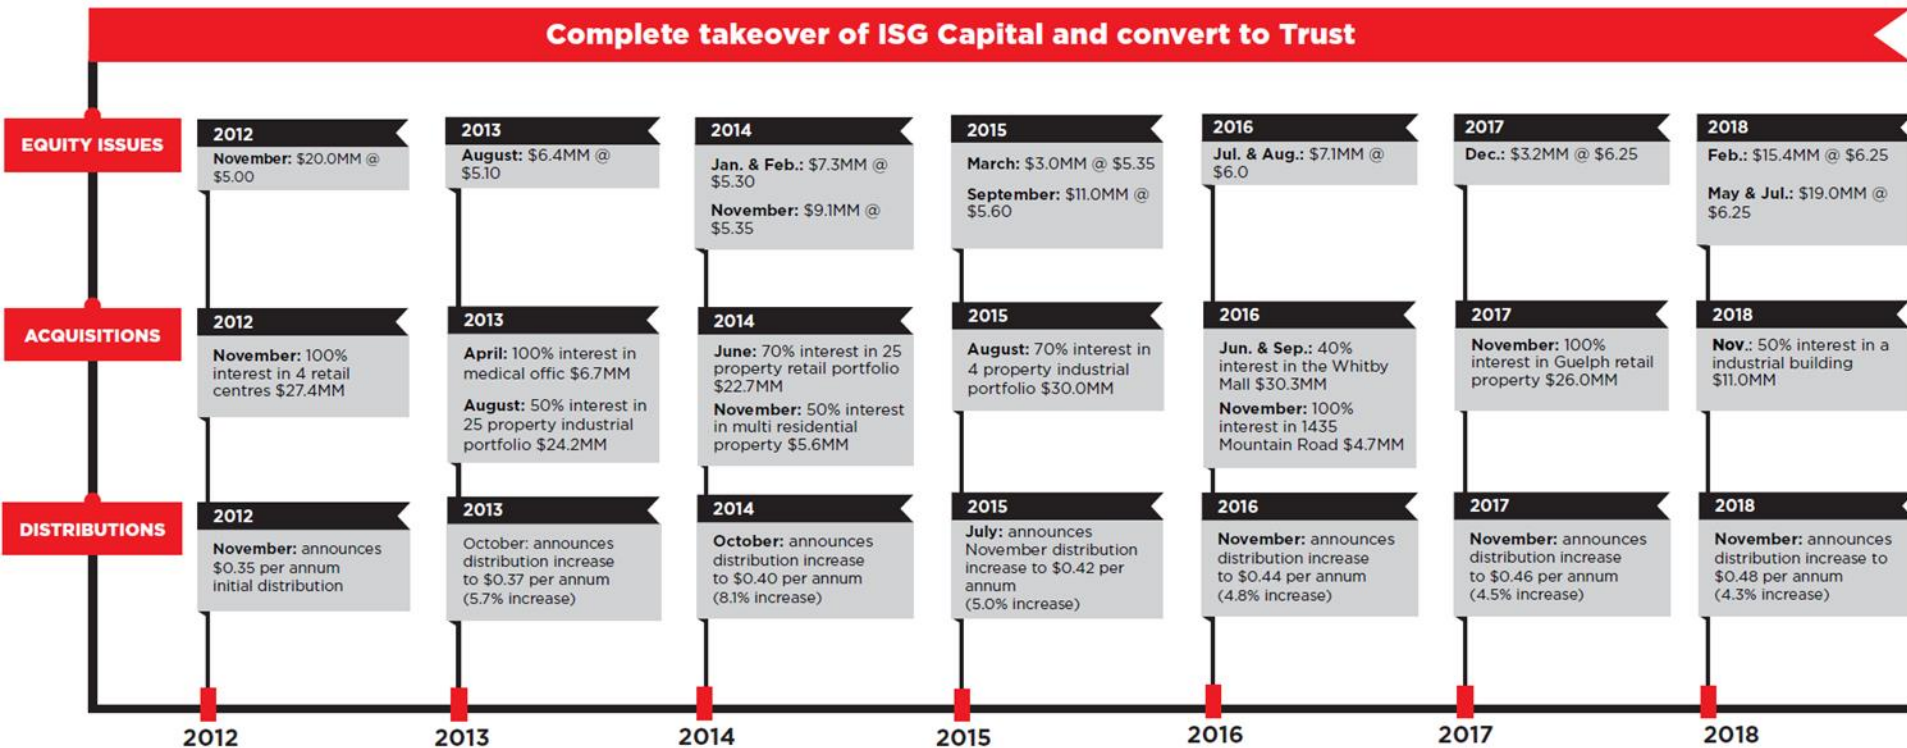 Complete takeover of ISG Capital and convert to Trust
EQUITY ISSUES
2012
November: $20.0MM @
$5.00
2013
August: $6.4MM @
$5.10
2014
Jan. & Feb.: $7.3MM @
$5.30
November: $9.1MM @
$5.35
2015
March: $3.0MM @ $5.35
September: $11.0MM @
$5.60
2016
Jul. & Aug.: $7.1MM @
$6.0
2017
Dec.: $3.2MM @ $6.25
2018
Feb.: $15.4MM @ $6.25
May & Jul.: $19.0MM @
$6.25
ACQUISITIONS
2012
November: 100%
interest in 4 retail
centres $27.4MM
2013
April: 100% interest in
medical offic $6.7MM
August: 50% interest in
25 property industrial
portfolio $24.2MM
2014
June: 70% interest in 25
property retail portfolio
$22.7MM
November: 50% interest
in multi residential
property $5.6MM
2015
August: 70% interest in
4 property industrial
portfolio $30.0MM
2016
Jun. & Sep.: 40%
interest in the Whitby
Mall $30.3MM
November: 100%
interest in 1435
Mountain Road $4.7MM
2017
November: 100%
interest in Guelph retail
property $26.0MM
2018
Nov.: 50% interest in a
industrial building
$11.0MM
DISTRIBUTIONS
2012
November: announces
$0.35 per annum
initial distribution
2013
October: announces
distribution increase
to $0.37 per annum
(5.7% increase)
2014
October: announces
distribution increase
to $0.40 per annum
(8.1% increase)
2015
July: announces
November distribution
increase to $0.42 per
annum
(5.0% increase)
2016
November: announces
distribution increase
to $0.44 per annum
(4.8% increase)
2017
November: announces
distribution increase
to $0.46 per annum
(4.5% increase)
2018
November: announces
distribution increase to
$0.48 per annum
(4.3% increase)
2012
2013
2014
2015
2016
2017
2018